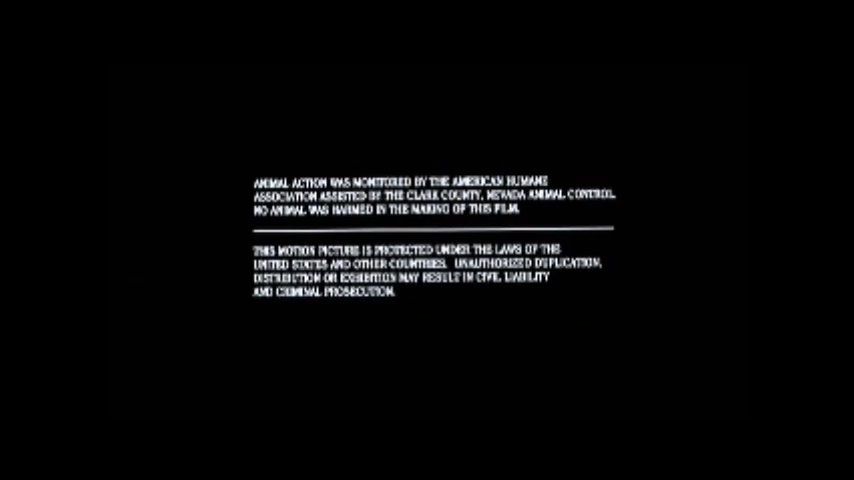 ANIMAL ACTION WAS MONITORED BY THE AMERICAN HUMANE
ASSOCIATION ASSISTED BY THE CLARK COUNTY, NEVADA ANIMAL CONTROL.
NO ANIMAL WAS HARMED IN THE MAKING OF THIS FILM.
THIS MOTION PICTURE IS PROTECTED UNDER THE LAWS OF THE
UNITED STATES AND OTHER COUNTRIES. UNAUTHORIZED DUPLICATION,
DISTRIBUTION OR EXHIBITION MAY RESULT IN CIVIL LIABILITY
AND CRIMINAL PROSECUTION.